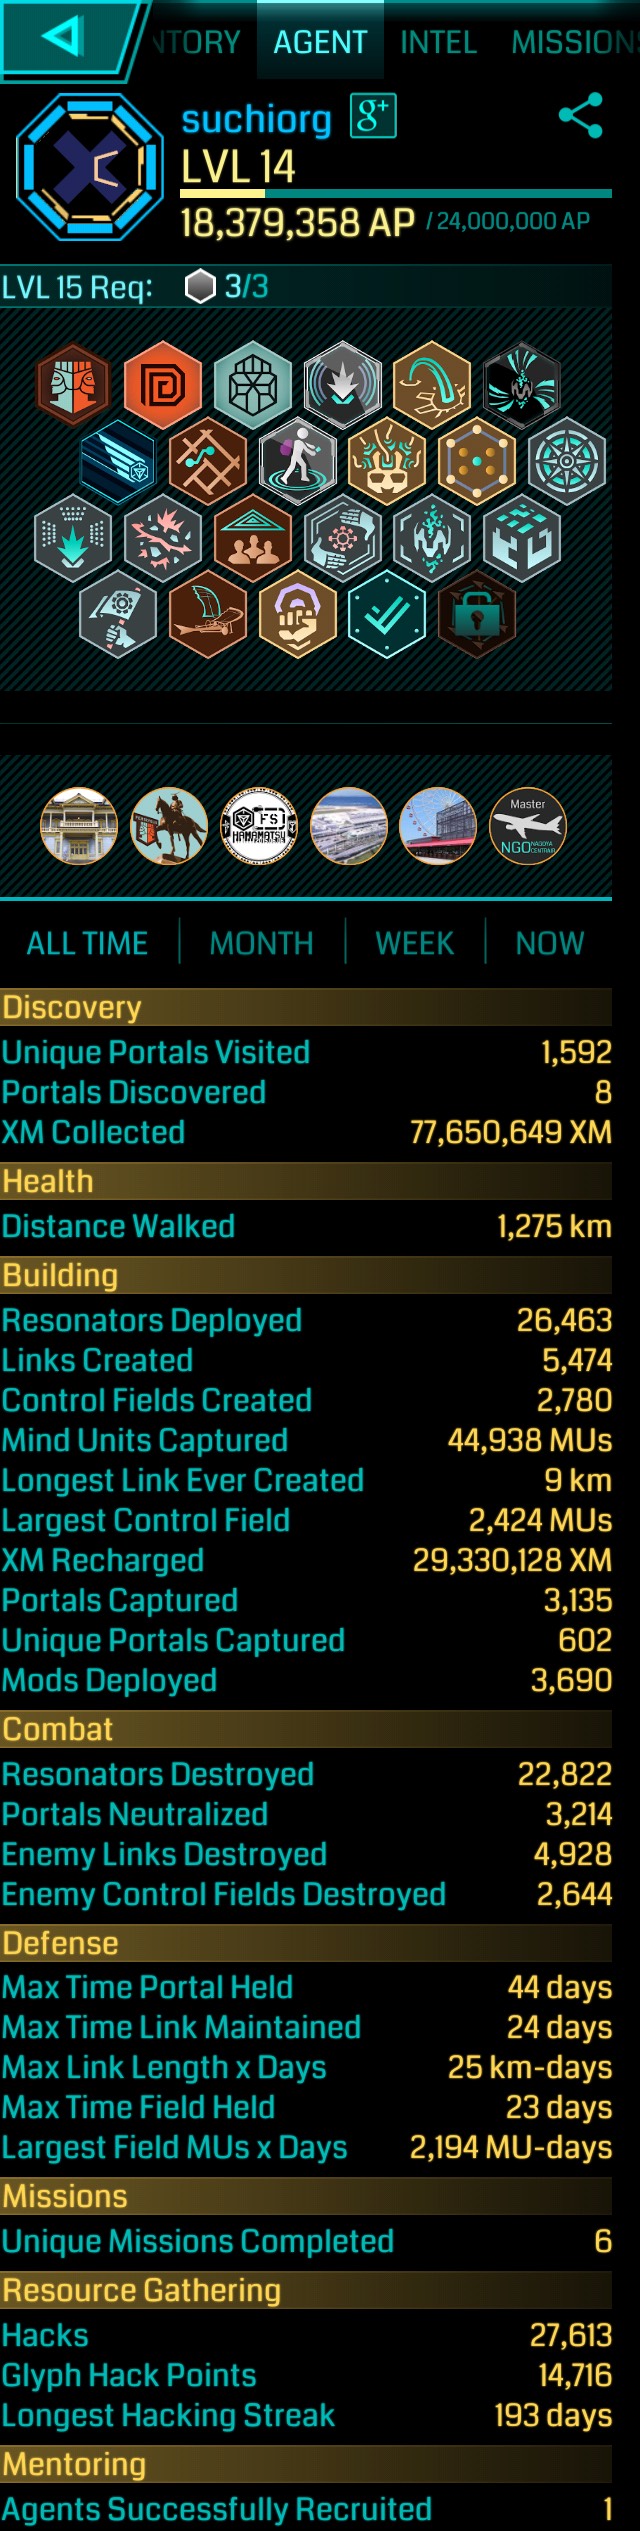 NTORY AGENT INTEL MISSIONS
suchiorg g+
LVL 14
18,379,358 AP / 24,000,000 AP
LVL 15 Req: 3/3
FS
HAMAMATSU
Master
NGO NAGOYA CENTRAIR
ALL TIME MONTH WEEK NOW
Discovery
Unique Portals Visited 1,592
Portals Discovered 8
XM Collected 77,650,649 XM
Health
Distance Walked 1,275 km
Building
Resonators Deployed 26,463
Links Created 5,474
Control Fields Created 2,780
Mind Units Captured 44,938 MUs
Longest Link Ever Created 9 km
Largest Control Field 2,424 MUs
XM Recharged 29,330,128 XM
Portals Captured 3,135
Unique Portals Captured 602
Mods Deployed 3,690
Combat
Resonators Destroyed 22,822
Portals Neutralized 3,214
Enemy Links Destroyed 4,928
Enemy Control Fields Destroyed 2,644
Defense
Max Time Portal Held 44 days
Max Time Link Maintained 24 days
Max Link Length x Days 25 km-days
Max Time Field Held 23 days
Largest Field MUs x Days 2,194 MU-days
Missions
Unique Missions Completed 6
Resource Gathering
Hacks 27,613
Glyph Hack Points 14,716
Longest Hacking Streak 193 days
Mentoring
Agents Successfully Recruited 1